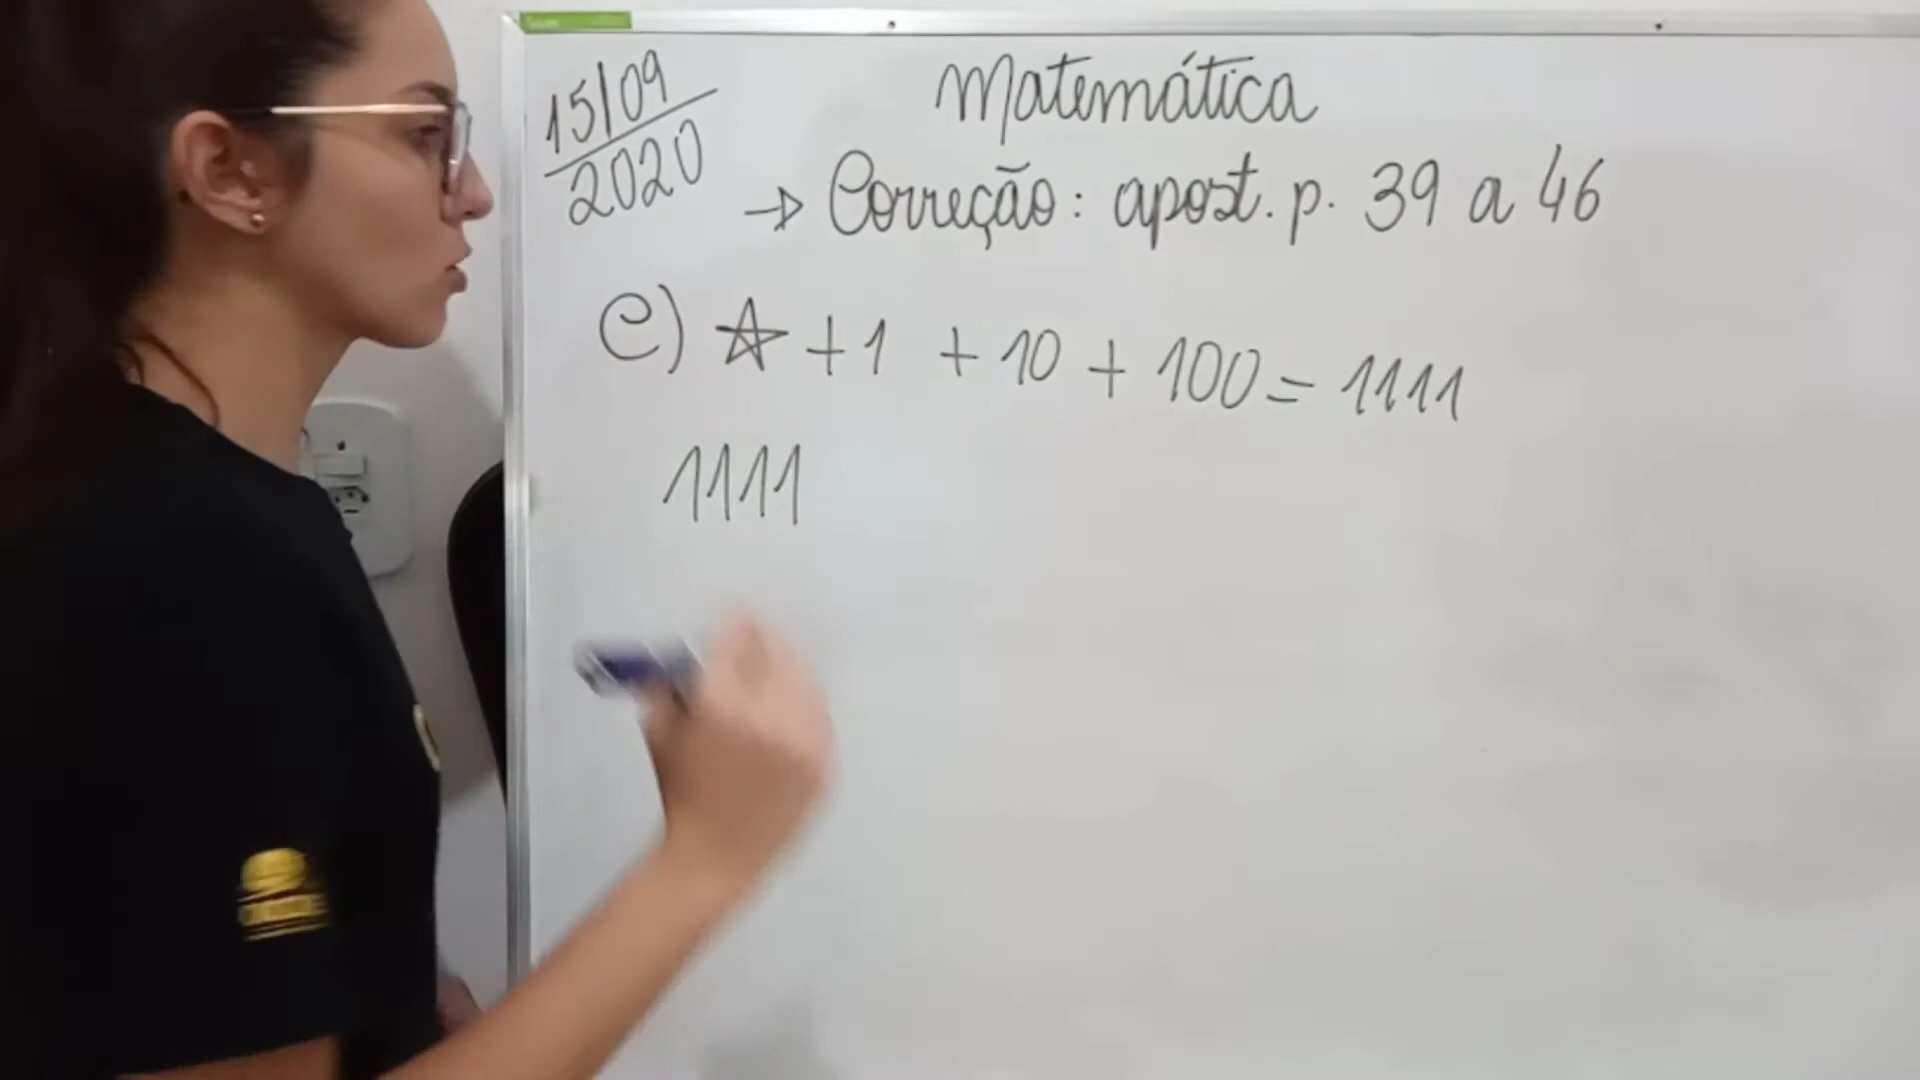 15/09
2020
Matemática
→ Correção: apost. p. 39 a 46
e) ☆ + 1 + 10 + 100 = 1111
1111